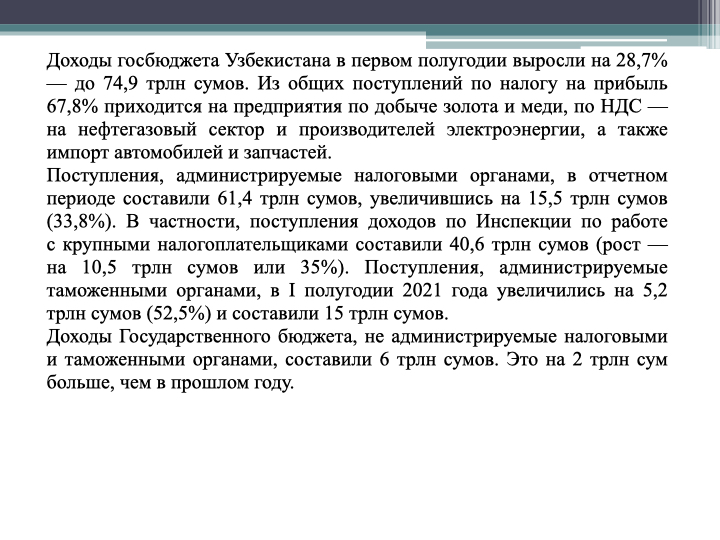 Доходы госбюджета Узбекистана в первом полугодии выросли на 28,7%
— до 74,9 трлн сумов. Из общих поступлений по налогу на прибыль
67,8% приходится на предприятия по добыче золота и меди, по НДС —
на нефтегазовый сектор и производителей электроэнергии, а также
импорт автомобилей и запчастей.
Поступления, администрируемые налоговыми органами, в отчетном
периоде составили 61,4 трлн сумов, увеличившись на 15,5 трлн сумов
(33,8%). В частности, поступления доходов по Инспекции по работе
с крупными налогоплательщиками составили 40,6 трлн сумов (рост —
на 10,5 трлн сумов или 35%). Поступления, администрируемые
таможенными органами, в I полугодии 2021 года увеличились на 5,2
трлн сумов (52,5%) и составили 15 трлн сумов.
Доходы Государственного бюджета, не администрируемые налоговыми
и таможенными органами, составили 6 трлн сумов. Это на 2 трлн сум
больше, чем в прошлом году.